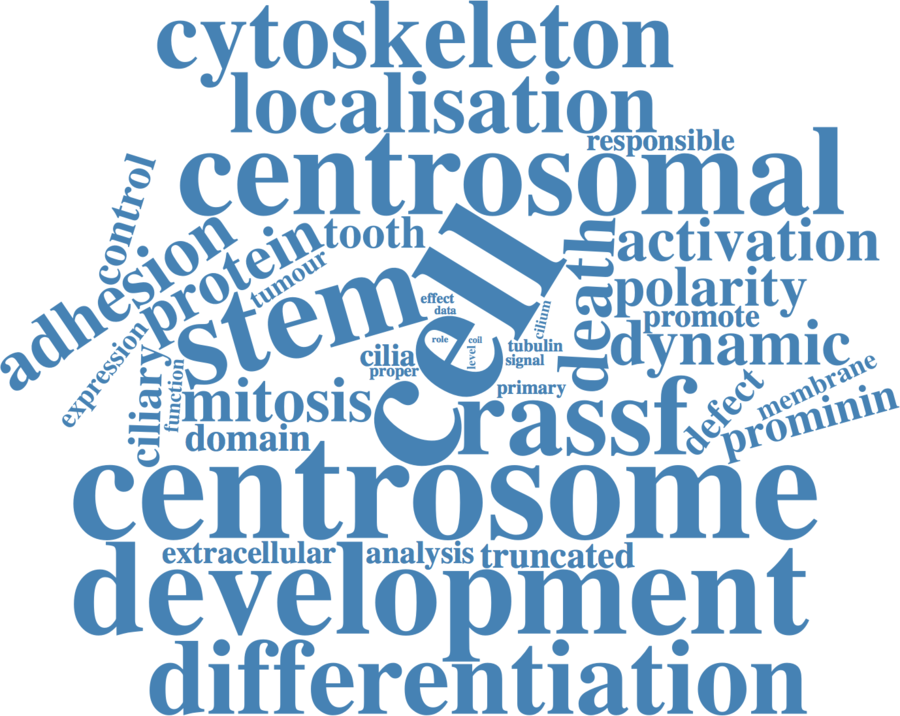 cytoskeleton
localisation
responsible
centrosomal
control
adhesion
protein
tooth
tumour
stem
cell
death
activation
polarity
promote
dynamic
effect
data
role
coil
level
cilium
tubulin
signal
cilia
proper
primary
expression
ciliary
function
mitosis
domain
rassf
defect
membrane
prominin
centrosome
extracellular
analysis
truncated
development
differentiation